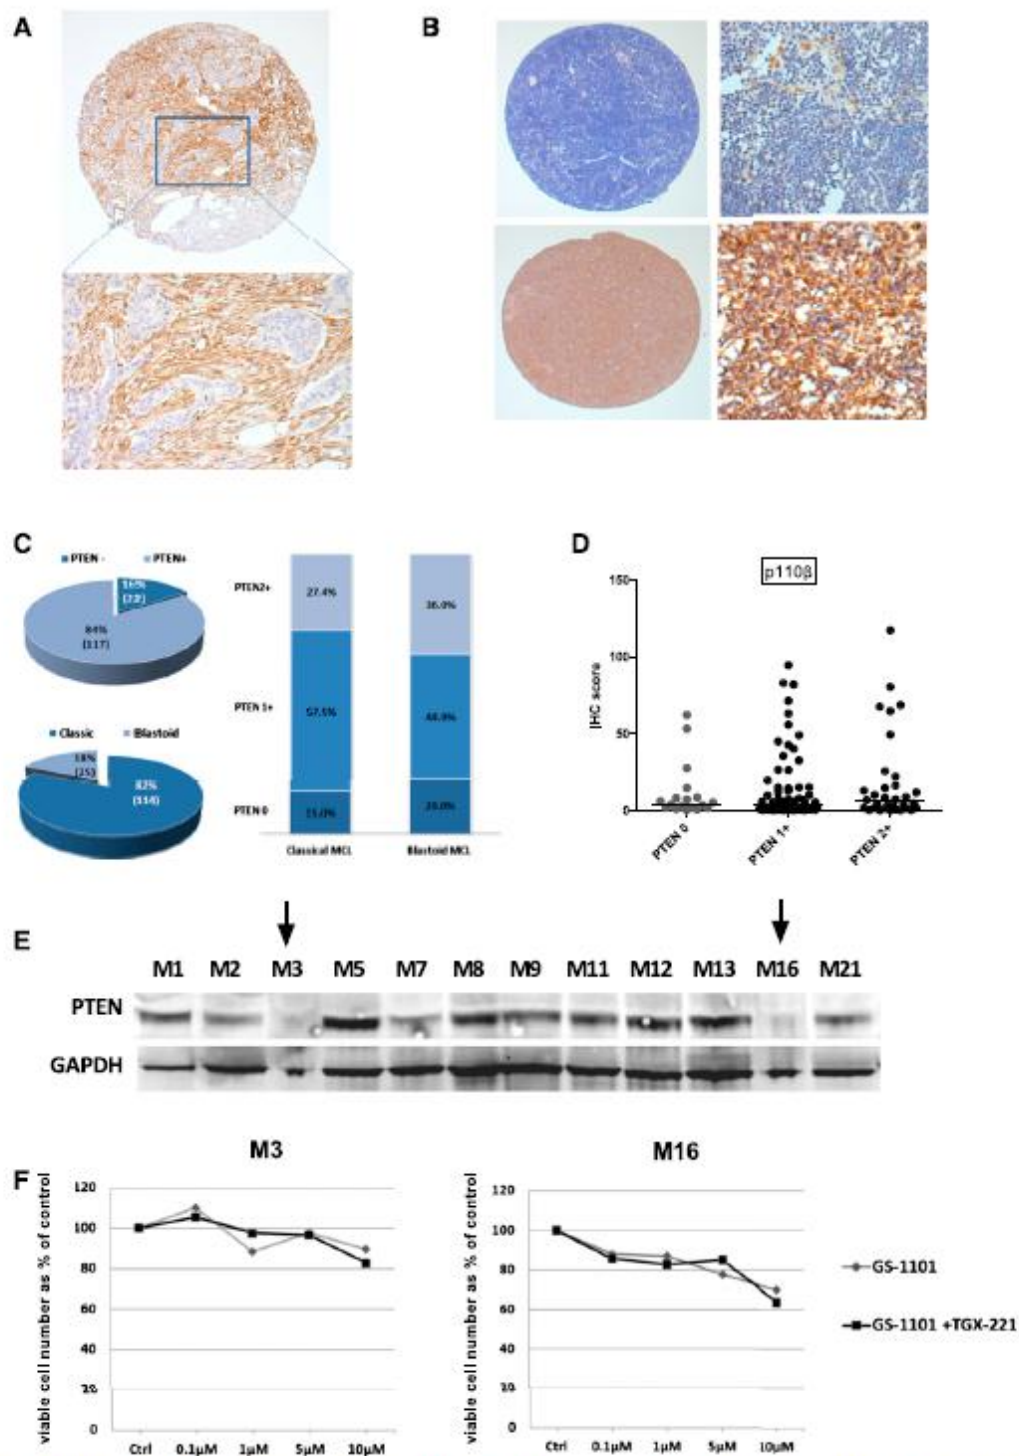 A
B
C
PTEN - PTEN+
16%
84%
(117)
Classic Blastoid
18%
(25)
82%
(114)
PTEN2+
PTEN 1+
PTEN 0
27.4% 36.0%
57.5%
20.0%
Classical MCL Blastoid MCL
D
p110β
IHC score
150
100
50
0
PTEN 0 PTEN 1+ PTEN 2+
E
M1 M2 M3 M5 M7 M8 M9 M11 M12 M13 M16 M21
PTEN
GAPDH
F
M3
viable cell number as % of control
120
100
80
60
40
20
0
Ctrl 0.1µM 1µM 5µM 10µM
M16
viable cell number as % of control
120
100
80
60
40
20
0
Ctrl 0.1µM 1µM 5µM 10µM
GS-1101
GS-1101 +TGX-221